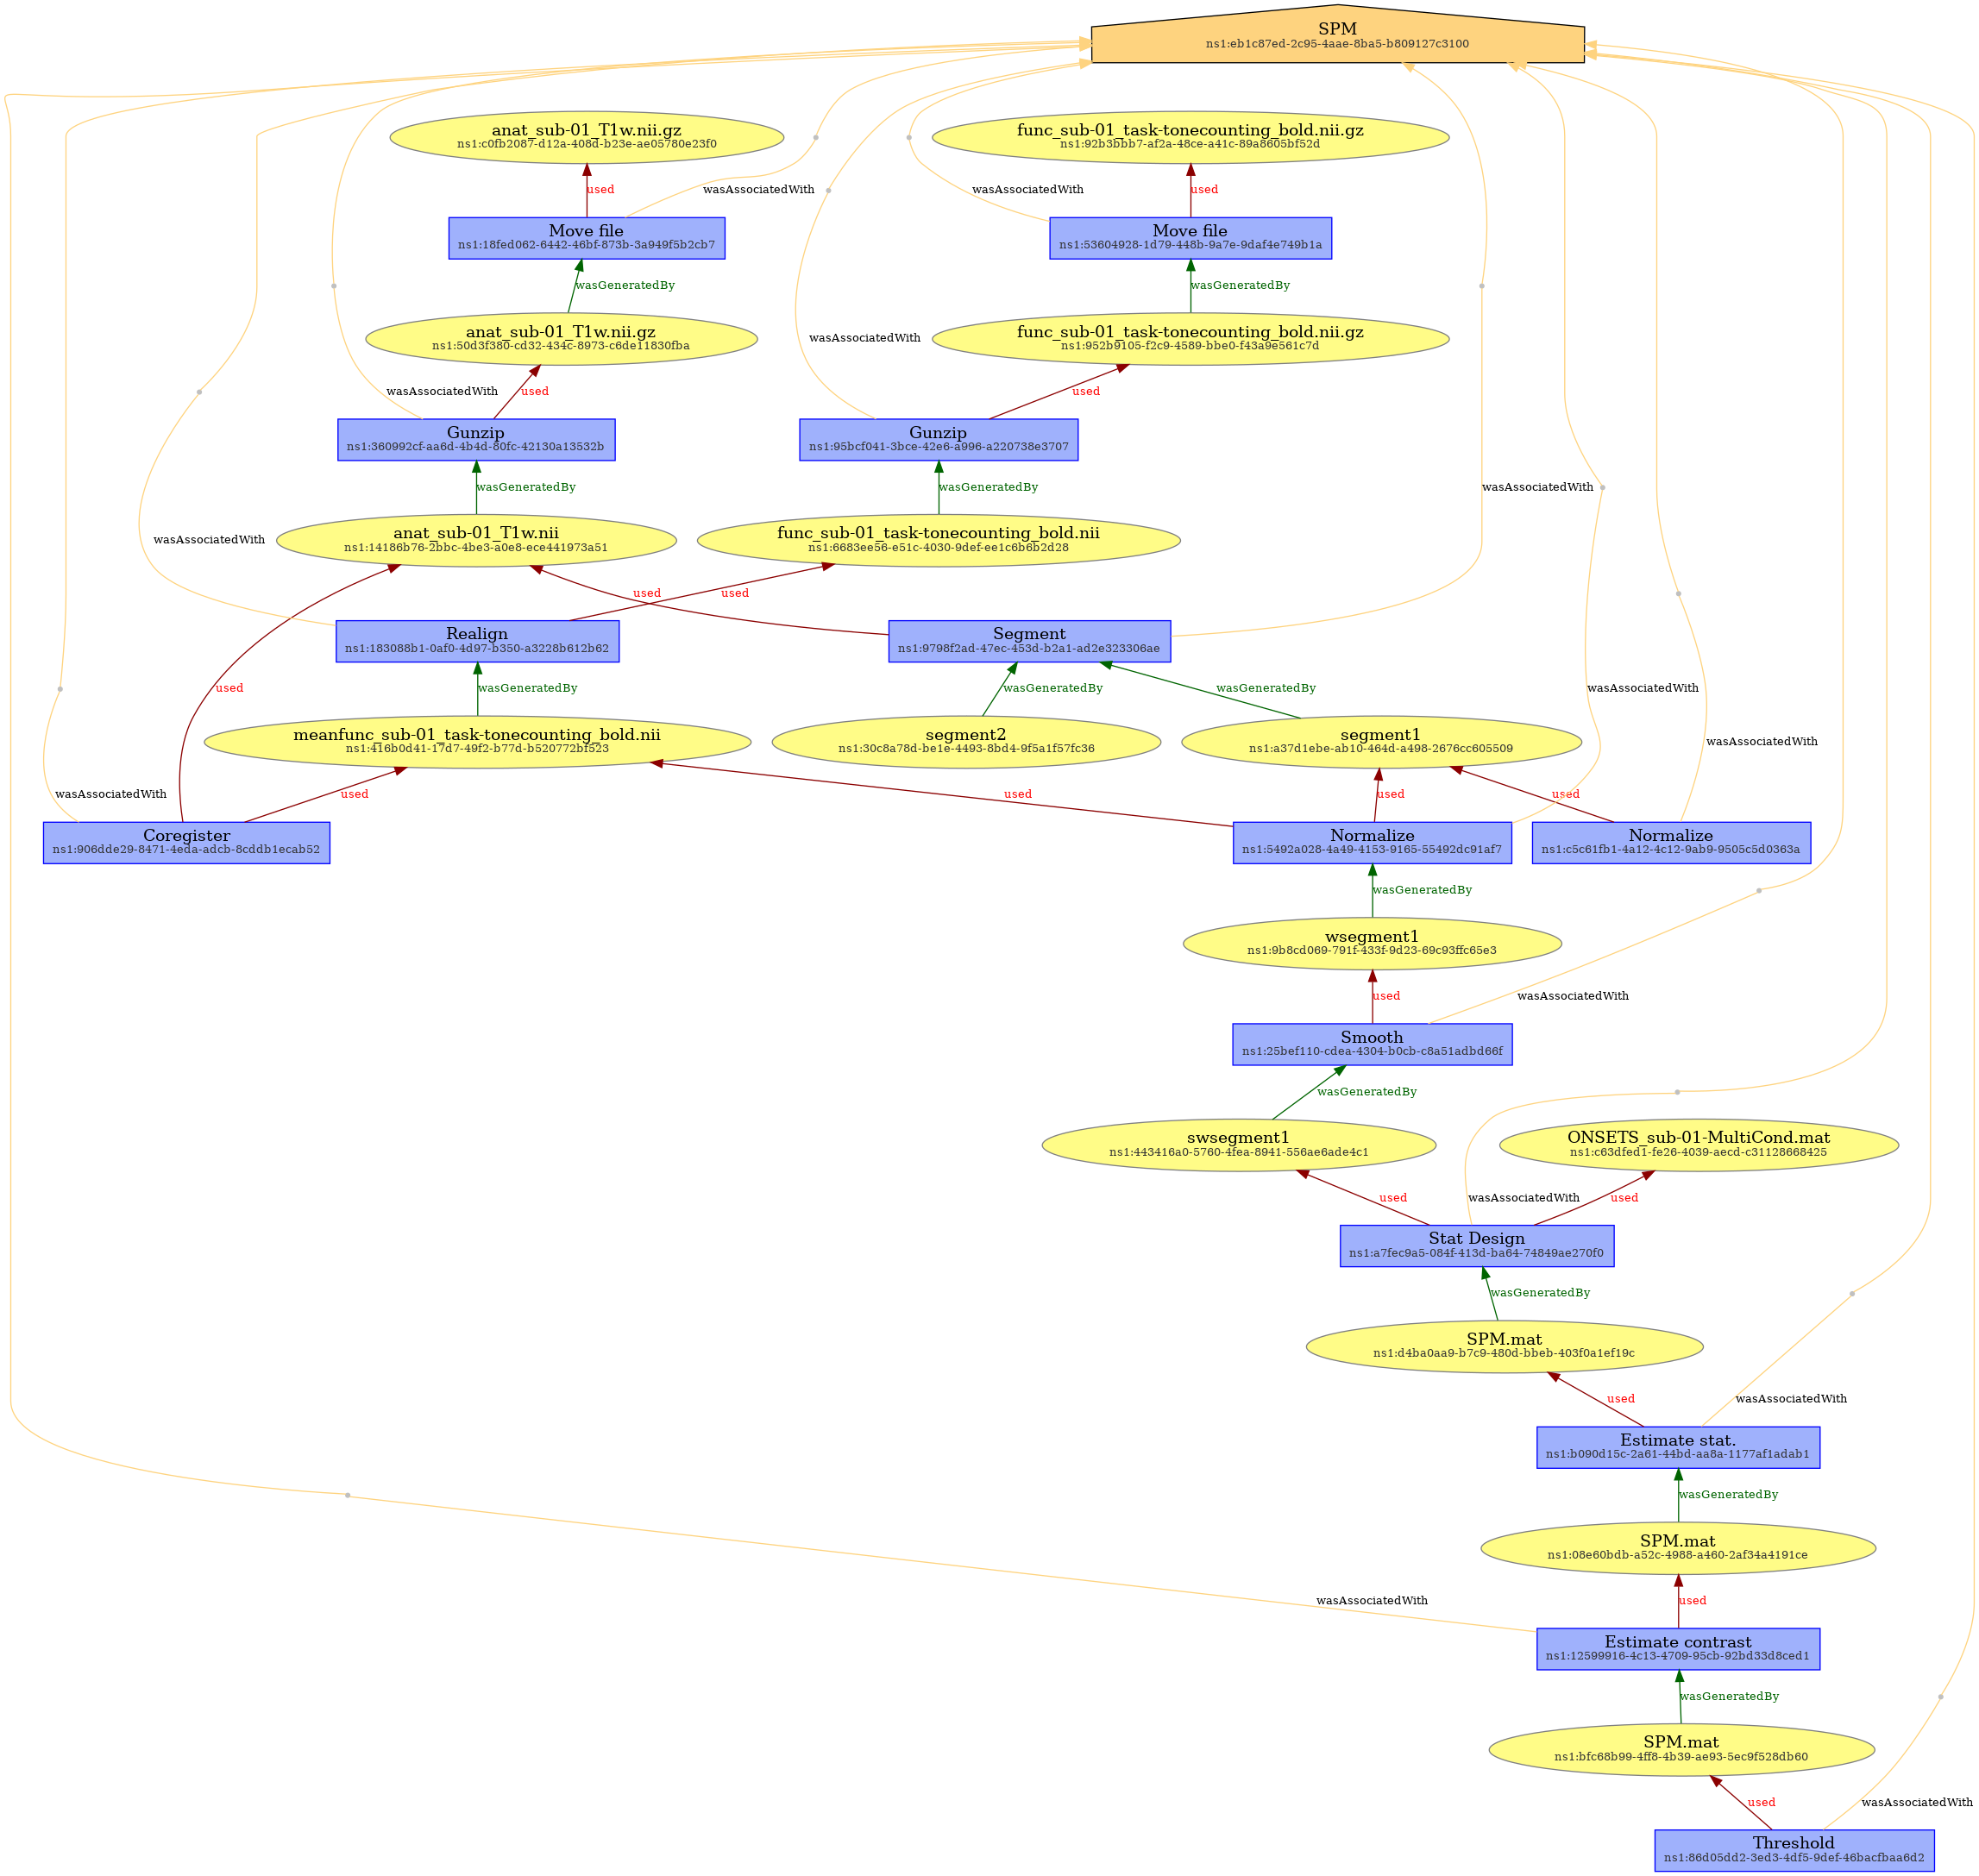 SPM
ns1:eb1c87ed-2c95-4aae-8ba5-b809127c3100
anat_sub-01_T1w.nii.gz
ns1:c0fb2087-d12a-408d-b23e-ae05780e23f0
func_sub-01_task-tonecounting_bold.nii.gz
ns1:92b3bbb7-af2a-48ce-a41c-89a8605bf52d
used
wasAssociatedWith
wasAssociatedWith
used
Move file
ns1:18fed062-6442-46bf-873b-3a949f5b2cb7
Move file
ns1:53604928-1d79-448b-9a7e-9daf4e749b1a
wasGeneratedBy
wasGeneratedBy
anat_sub-01_T1w.nii.gz
ns1:50d3f380-cd32-434c-8973-c6de11830fba
wasAssociatedWith
func_sub-01_task-tonecounting_bold.nii.gz
ns1:952b9105-f2c9-4589-bbe0-f43a9e561c7d
wasAssociatedWith
used
used
Gunzip
ns1:360992cf-aa6d-4b4d-80fc-42130a13532b
Gunzip
ns1:95bcf041-3bce-42e6-a996-a220738e3707
wasGeneratedBy
wasGeneratedBy
wasAssociatedWith
wasAssociatedWith
anat_sub-01_T1w.nii
ns1:14186b76-2bbc-4be3-a0e8-ece441973a51
func_sub-01_task-tonecounting_bold.nii
ns1:6683ee56-e51c-4030-9def-ee1c6b6b2d28
used
used
Realign
ns1:183088b1-0af0-4d97-b350-a3228b612b62
Segment
ns1:9798f2ad-47ec-453d-b2a1-ad2e323306ae
used
wasGeneratedBy
wasGeneratedBy
wasGeneratedBy
wasAssociatedWith
meanfunc_sub-01_task-tonecounting_bold.nii
ns1:416b0d41-17d7-49f2-b77d-b520772bf523
segment2
ns1:30c8a78d-be1e-4493-8bd4-9f5a1f57fc36
segment1
ns1:a37d1ebe-ab10-464d-a498-2676cc605509
wasAssociatedWith
wasAssociatedWith
used
used
used
used
Coregister
ns1:906dde29-8471-4eda-adcb-8cddb1ecab52
Normalize
ns1:5492a028-4a49-4153-9165-55492dc91af7
Normalize
ns1:c5c61fb1-4a12-4c12-9ab9-9505c5d0363a
wasGeneratedBy
wsegment1
ns1:9b8cd069-791f-433f-9d23-69c93ffc65e3
used
wasAssociatedWith
Smooth
ns1:25bef110-cdea-4304-b0cb-c8a51adbd66f
wasGeneratedBy
swsegment1
ns1:443416a0-5760-4fea-8941-556ae6ade4c1
ONSETS_sub-01-MultiCond.mat
ns1:c63dfed1-fe26-4039-aecd-c31128668425
used
wasAssociatedWith
used
Stat Design
ns1:a7fec9a5-084f-413d-ba64-74849ae270f0
wasGeneratedBy
SPM.mat
ns1:d4ba0aa9-b7c9-480d-bbeb-403f0a1ef19c
used
wasAssociatedWith
Estimate stat.
ns1:b090d15c-2a61-44bd-aa8a-1177af1adab1
wasGeneratedBy
SPM.mat
ns1:08e60bdb-a52c-4988-a460-2af34a4191ce
wasAssociatedWith
used
Estimate contrast
ns1:12599916-4c13-4709-95cb-92bd33d8ced1
wasGeneratedBy
SPM.mat
ns1:bfc68b99-4ff8-4b39-ae93-5ec9f528db60
used
wasAssociatedWith
Threshold
ns1:86d05dd2-3ed3-4df5-9def-46bacfbaa6d2